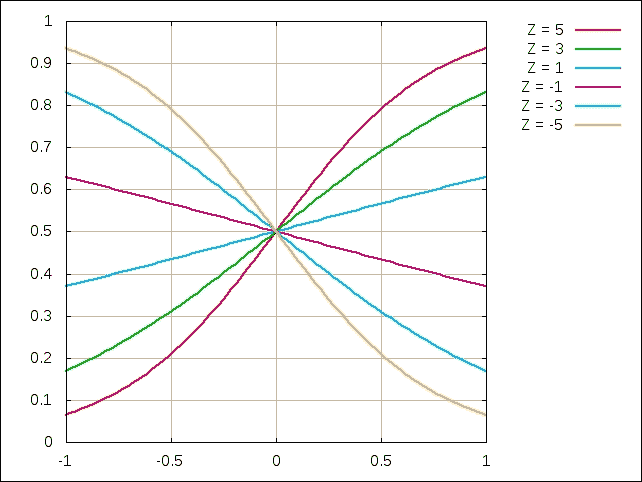 1
0.9
0.8
0.7
0.6
0.5
0.4
0.3
0.2
0.1
0
-1
-0.5
0
0.5
1
Z = 5
Z = 3
Z = 1
Z = -1
Z = -3
Z = -5